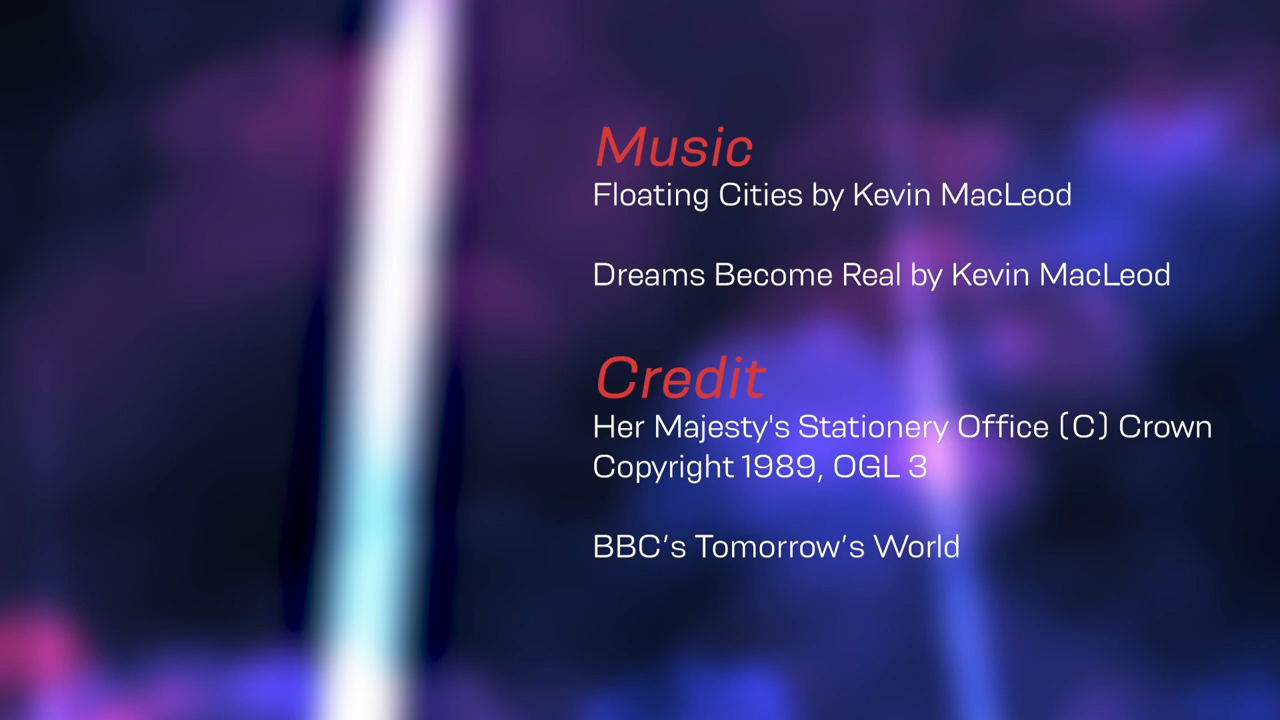 Music
Floating Cities by Kevin MacLeod
Dreams Become Real by Kevin MacLeod
Credit
Her Majesty's Stationery Office (C) Crown
Copyright 1989, OGL 3
BBC’s Tomorrow’s World